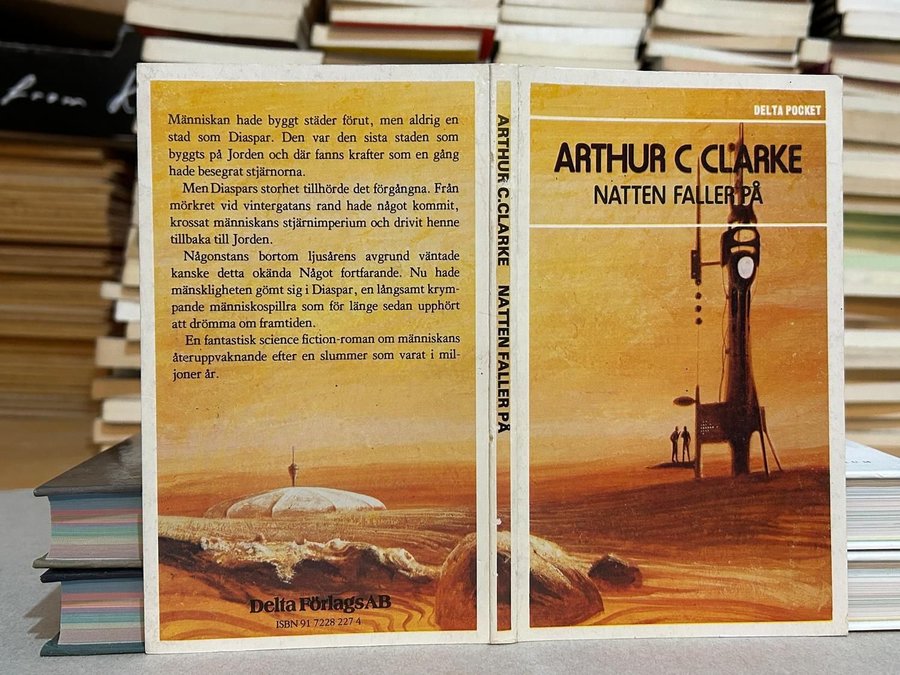 from
Människan hade byggt städer förut, men aldrig en
stad som Diaspar. Den var den sista staden som
byggts på Jorden och där fanns krafter som en gång
hade besegrat stjärnorna.
Men Diaspars storhet tillhörde det förgångna. Från
mörkret vid vintergatans rand hade något kommit,
krossat människans stjärnimperium och drivit henne
tillbaka till Jorden.
Någonstans bortom ljusårens avgrund väntade
kanske detta okända Något fortfarande. Nu hade
mänskligheten gömt sig i Diaspar, en långsamt krym-
pande människospillra som för länge sedan upphört
att drömma om framtiden.
En fantastisk science fiction-roman om människans
återuppvaknande efter en slummer som varat i mil-
joner år.
Delta Förlags AB
ISBN 91 7228 227 4
ARTHUR C.CLARKE NATTEN FALLER PÅ
DELTA POCKET
ARTHUR C CLARKE
NATTEN FALLER PÅ